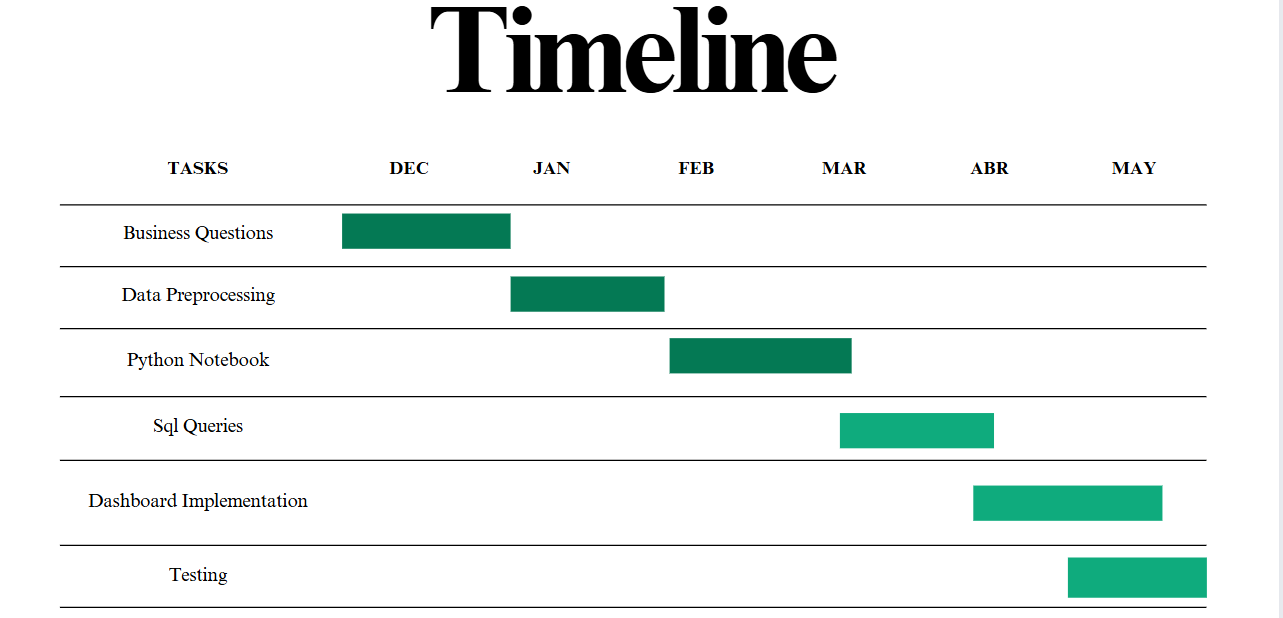 Timeline
TASKS DEC JAN FEB MAR ABR MAY
Business Questions
Data Preprocessing
Python Notebook
Sql Queries
Dashboard Implementation
Testing